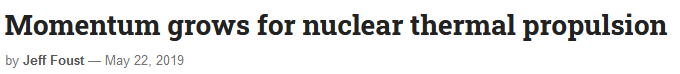 Momentum grows for nuclear thermal propulsion
by Jeff Foust — May 22, 2019